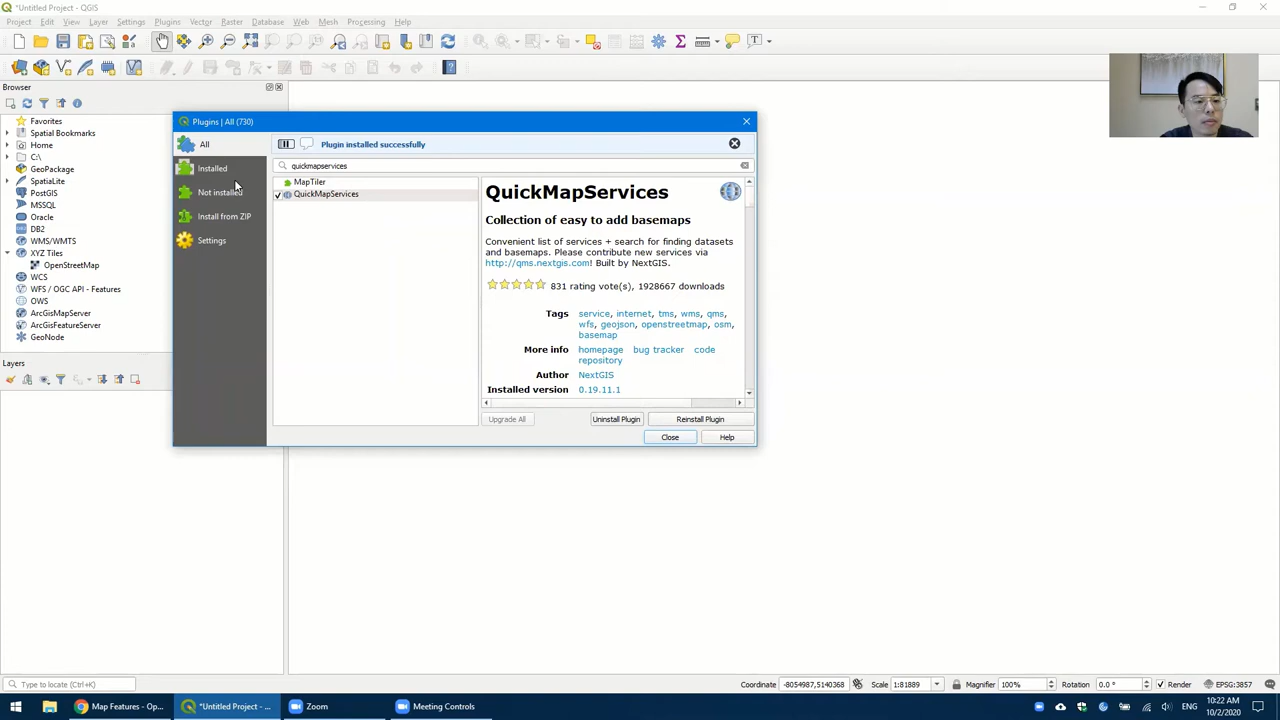 *Untitled Project - QGIS
Project Edit View Layer Settings Plugins Vector Raster Database Web Mesh Processing Help
Browser
Favorites
Spatial Bookmarks
Home
C:\
GeoPackage
SpatiaLite
PostGIS
MSSQL
Oracle
DB2
WMS/WMTS
XYZ Tiles
OpenStreetMap
WCS
WFS / OGC API - Features
OWS
ArcGisMapServer
ArcGisFeatureServer
GeoNode
Layers
Plugins | All (730)
All
Installed
Not installed
Install from ZIP
Settings
Plugin installed successfully
quickmapservices
MapTiler
QuickMapServices
QuickMapServices
Collection of easy to add basemaps
Convenient list of services + search for finding datasets
and basemaps. Please contribute new services via
http://qms.nextgis.com! Built by NextGIS.
831 rating vote(s), 1928667 downloads
Tags service, internet, tms, wms, qms,
wfs, geojson, openstreetmap, osm,
basemap
More info homepage bug tracker code
repository
Author NextGIS
Installed version 0.19.11.1
Upgrade All Uninstall Plugin Reinstall Plugin
Close Help
Type to locate (Ctrl+K) Coordinate -8054987,5140368 Scale 1:81889 Magnifier 100% Rotation 0.0 ° Render EPSG:3857
Map Features - Op... *Untitled Project - ... Zoom Meeting Controls
10:22 AM
10/2/2020